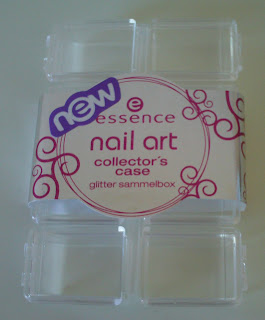 new
e
essence
nail art
collector's
case
glitter sammelbox